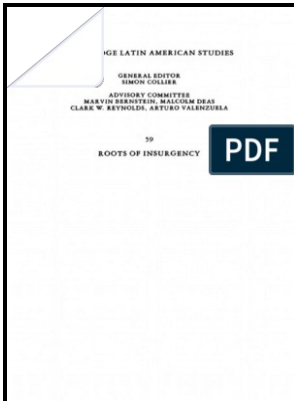 DGE LATIN AMERICAN STUDIES
GENERAL EDITOR
SIMON COLLIER
ADVISORY COMMITTEE
MARVIN BERNSTEIN, MALCOLM DEAS
CLARK W. REYNOLDS, ARTURO VALENZUELA
59
ROOTS OF INSURGENCY
PDF